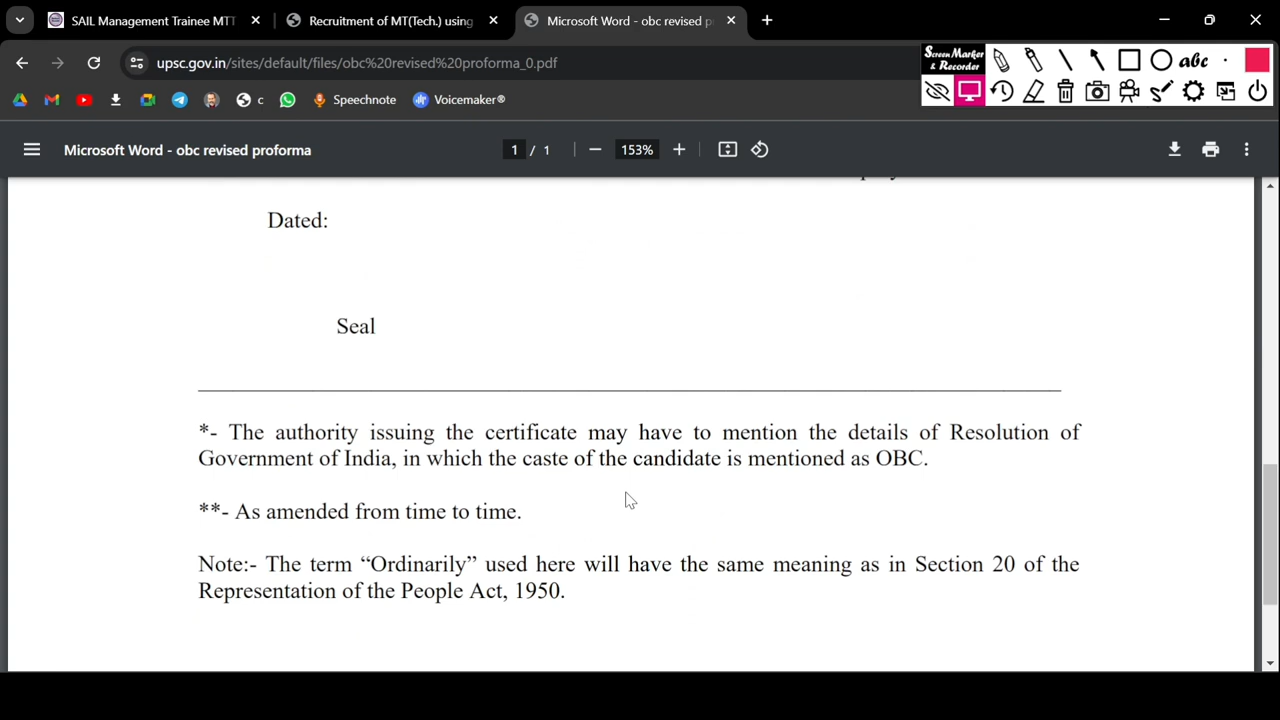 SAIL Management Trainee MTT
Recruitment of MT(Tech.) using
Microsoft Word - obc revised p
upsc.gov.in/sites/default/files/obc%20revised%20proforma_0.pdf
Screen Marker
& Recorder
abc
c
Speechnote
Voicemaker®
Microsoft Word - obc revised proforma
1 / 1
153%
Dated:
Seal
*- The authority issuing the certificate may have to mention the details of Resolution of
Government of India, in which the caste of the candidate is mentioned as OBC.
**- As amended from time to time.
Note:- The term “Ordinarily” used here will have the same meaning as in Section 20 of the
Representation of the People Act, 1950.